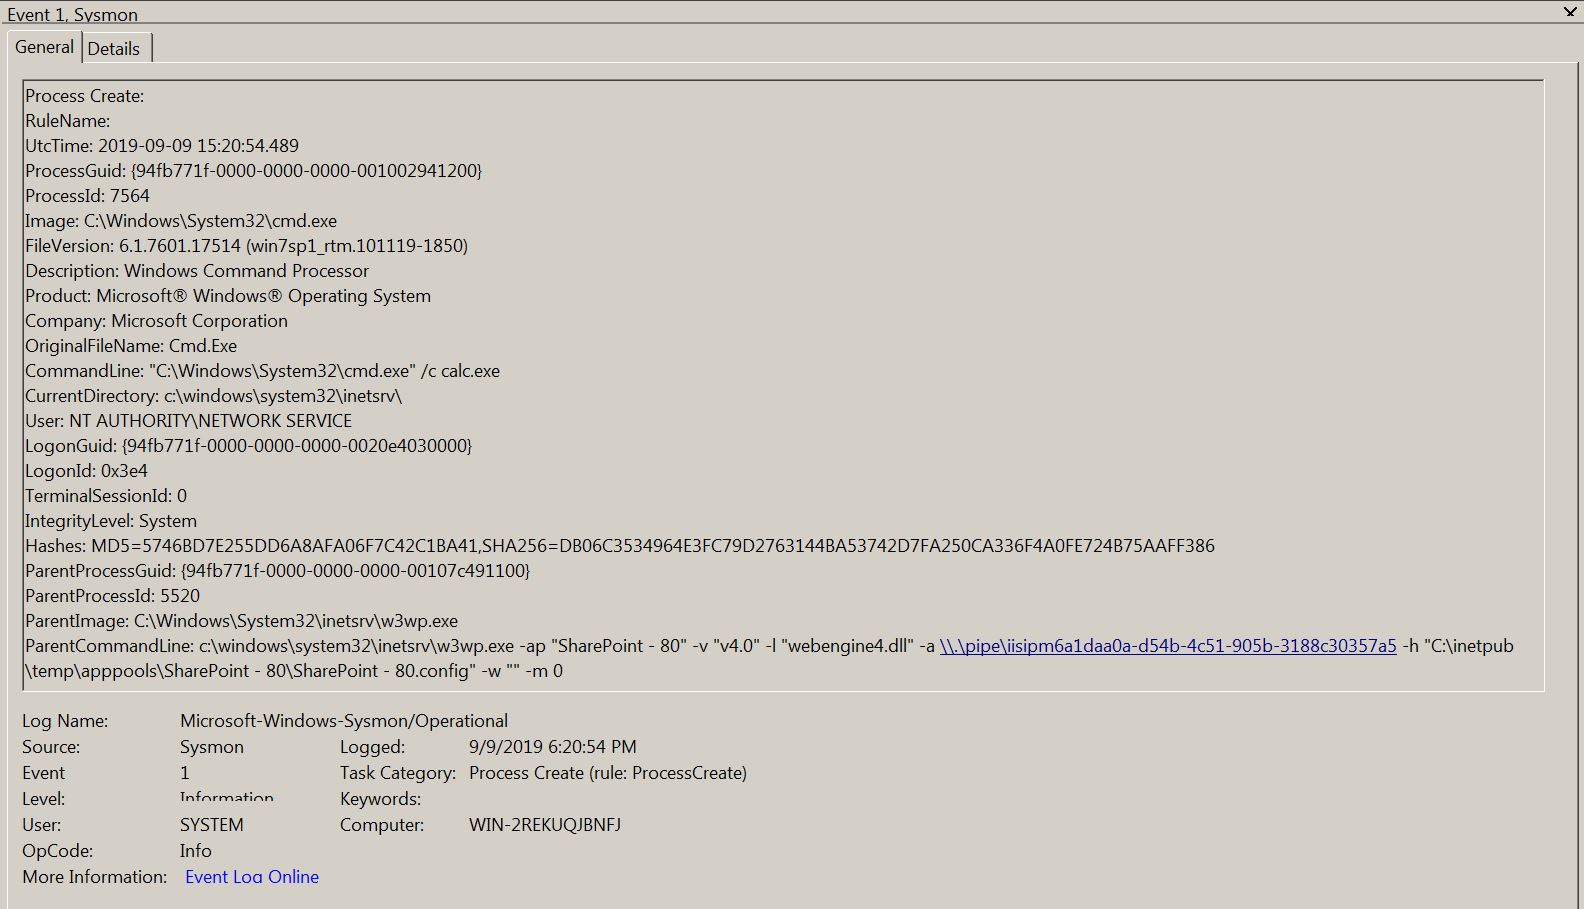 Event 1, Sysmon
General Details
Process Create:
RuleName:
UtcTime: 2019-09-09 15:20:54.489
ProcessGuid: {94fb771f-0000-0000-0000-001002941200}
ProcessId: 7564
Image: C:\Windows\System32\cmd.exe
FileVersion: 6.1.7601.17514 (win7sp1_rtm.101119-1850)
Description: Windows Command Processor
Product: Microsoft® Windows® Operating System
Company: Microsoft Corporation
OriginalFileName: Cmd.Exe
CommandLine: "C:\Windows\System32\cmd.exe" /c calc.exe
CurrentDirectory: c:\windows\system32\inetsrv\
User: NT AUTHORITY\NETWORK SERVICE
LogonGuid: {94fb771f-0000-0000-0000-0020e4030000}
LogonId: 0x3e4
TerminalSessionId: 0
IntegrityLevel: System
Hashes: MD5=5746BD7E255DD6A8AFA06F7C42C1BA41,SHA256=DB06C3534964E3FC79D2763144BA53742D7FA250CA336F4A0FE724B75AAFF386
ParentProcessGuid: {94fb771f-0000-0000-0000-00107c491100}
ParentProcessId: 5520
ParentImage: C:\Windows\System32\inetsrv\w3wp.exe
ParentCommandLine: c:\windows\system32\inetsrv\w3wp.exe -ap "SharePoint - 80" -v "v4.0" -l "webengine4.dll" -a \\.\pipe\iisipm6a1daa0a-d54b-4c51-905b-3188c30357a5 -h "C:\inetpub
\temp\apppools\SharePoint - 80\SharePoint - 80.config" -w "" -m 0
Log Name: Microsoft-Windows-Sysmon/Operational
Source: Sysmon Logged: 9/9/2019 6:20:54 PM
Event 1 Task Category: Process Create (rule: ProcessCreate)
Level: Information Keywords:
User: SYSTEM Computer: WIN-2REKUQJBNFJ
OpCode: Info
More Information: Event Log Online